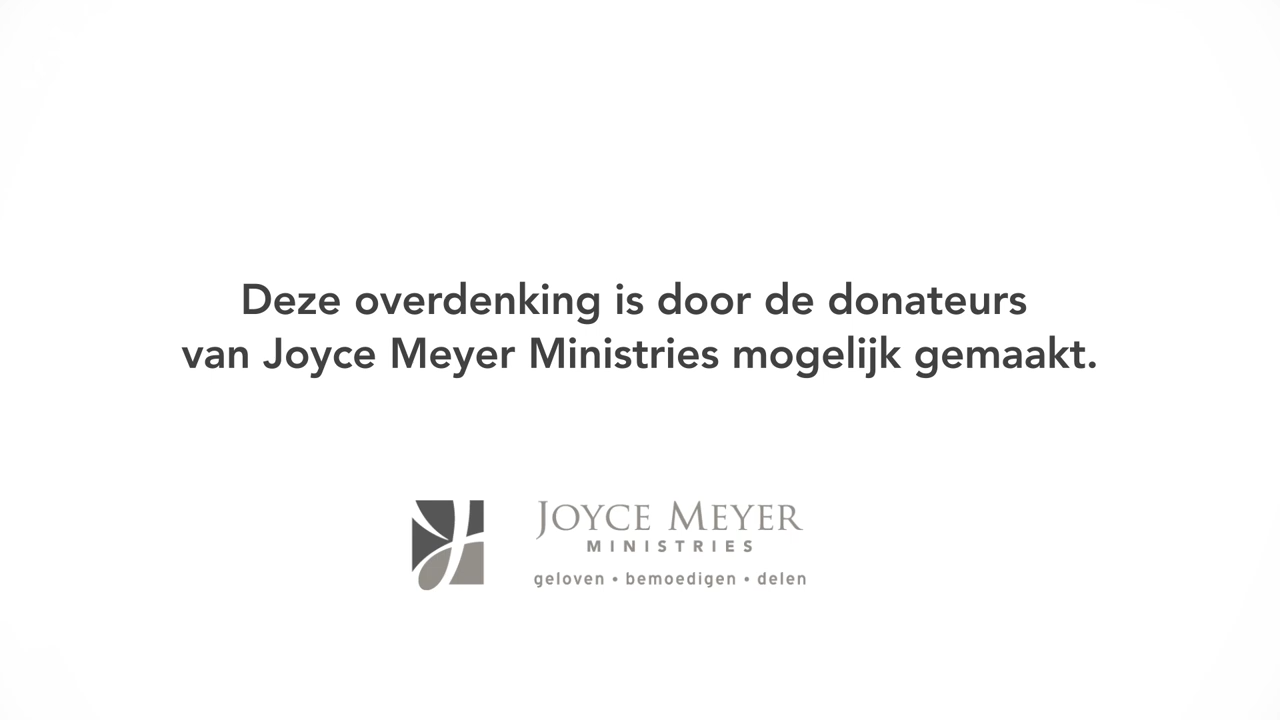 Deze overdenking is door de donateurs
van Joyce Meyer Ministries mogelijk gemaakt.
JOYCE MEYER
MINISTRIES
geloven • bemoedigen • delen